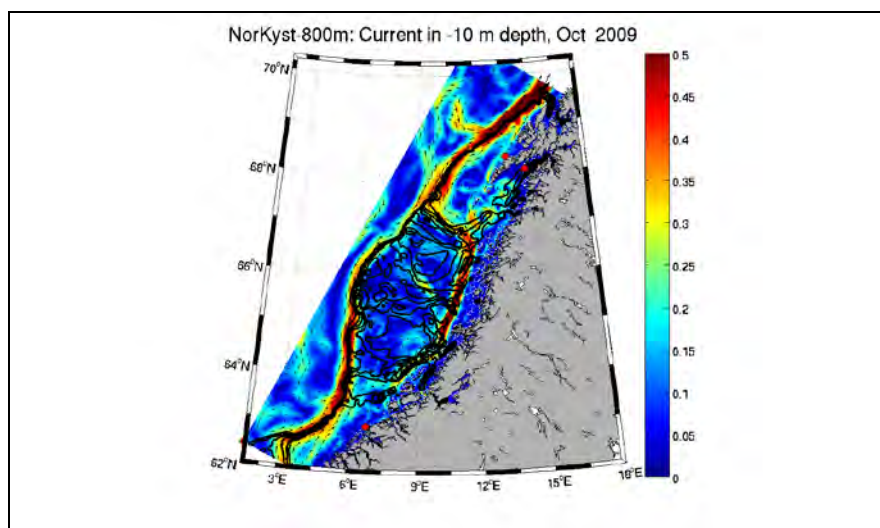 NorKyst-800m: Current in -10 m depth, Oct 2009
70°N
68°N
66°N
64°N
62°N
3°E
6°E
9°E
12°E
15°E
18°E
0.5
0.45
0.4
0.35
0.3
0.25
0.2
0.15
0.1
0.05
0